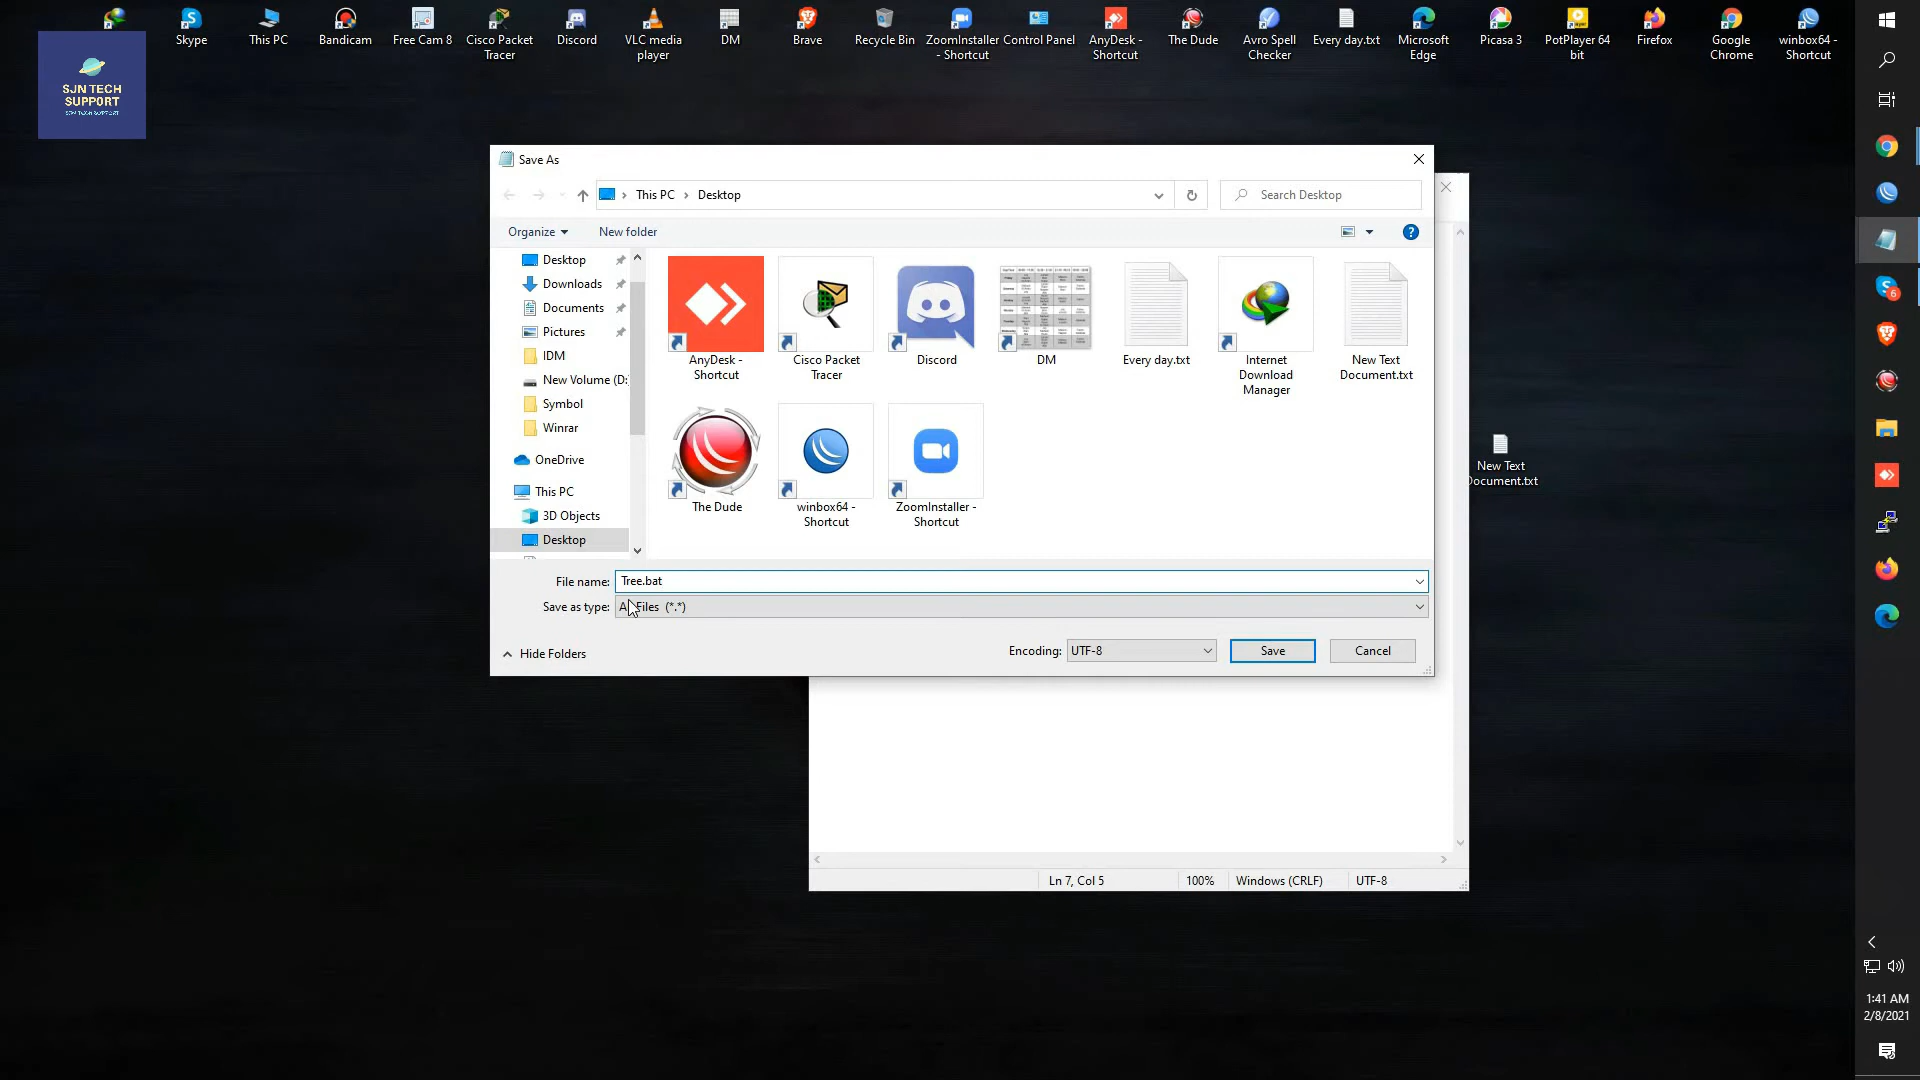 Skype
This PC
Bandicam
Free Cam 8
Cisco Packet
Tracer
Discord
VLC media
player
DM
Brave
Recycle Bin
ZoomInstaller
- Shortcut
Control Panel
AnyDesk -
Shortcut
The Dude
Avro Spell
Checker
Every day.txt
Microsoft
Edge
Picasa 3
PotPlayer 64
bit
Firefox
Google
Chrome
winbox64 -
Shortcut
SJN TECH
SUPPORT
SJN TECH SUPPORT
Save As
This PC
Desktop
Search Desktop
Organize
New folder
Desktop
Downloads
Documents
Pictures
IDM
New Volume (D:
Symbol
Winrar
OneDrive
This PC
3D Objects
Desktop
AnyDesk -
Shortcut
Cisco Packet
Tracer
Discord
DM
Every day.txt
Internet
Download
Manager
New Text
Document.txt
The Dude
winbox64 -
Shortcut
ZoomInstaller -
Shortcut
New Text
Document.txt
File name: Tree.bat
Save as type: All Files (*.*)
Hide Folders
Encoding: UTF-8
Save
Cancel
Ln 7, Col 5
100%
Windows (CRLF)
UTF-8
6
1:41 AM
2/8/2021